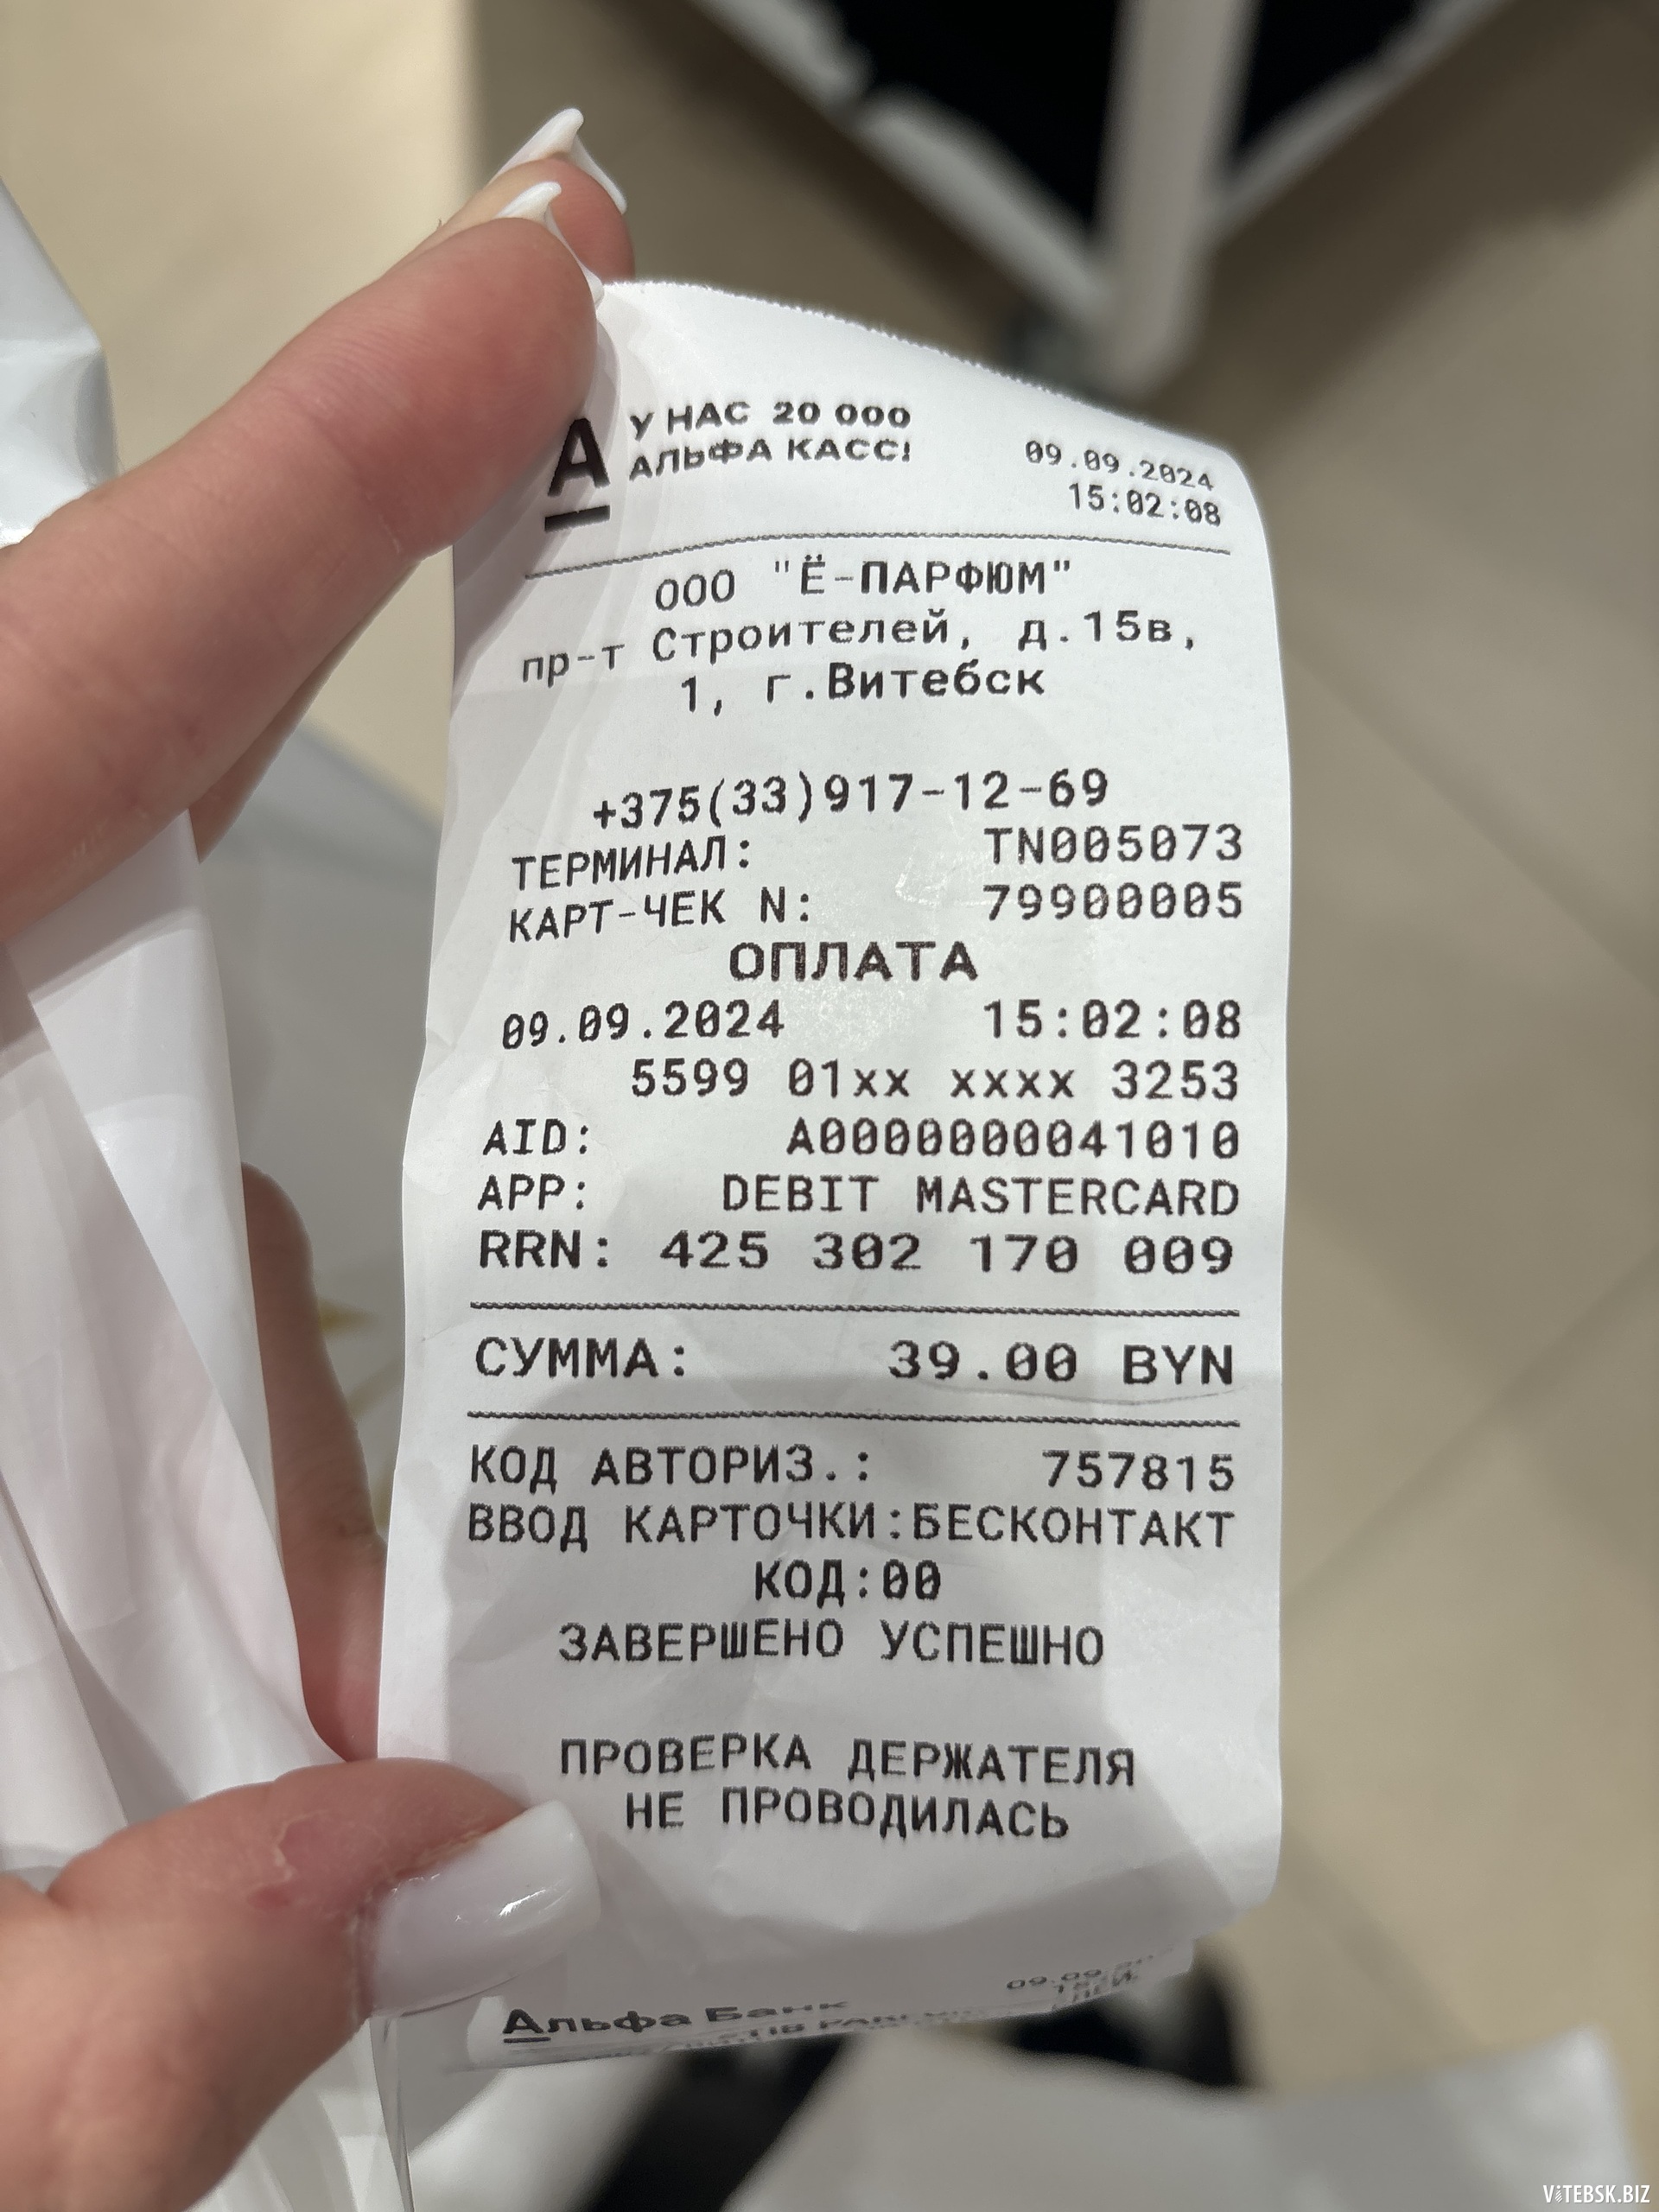 У НАС 20 000
АЛЬФА КАСС!
09.09.2024
15:02:08
ООО "Ё-ПАРФЮМ"
пр-т Строителей, д.15в,
1, г.Витебск
+375(33)917-12-69
ТЕРМИНАЛ: TN005073
КАРТ-ЧЕК N: 79900005
ОПЛАТА
09.09.2024 15:02:08
5599 01xx xxxx 3253
AID: A0000000041010
APP: DEBIT MASTERCARD
RRN: 425 302 170 009
СУММА: 39.00 BYN
КОД АВТОРИЗ.: 757815
ВВОД КАРТОЧКИ:БЕСКОНТАКТ
КОД:00
ЗАВЕРШЕНО УСПЕШНО
ПРОВЕРКА ДЕРЖАТЕЛЯ
НЕ ПРОВОДИЛАСЬ
Альфа Банк
VITEBSK.BIZ